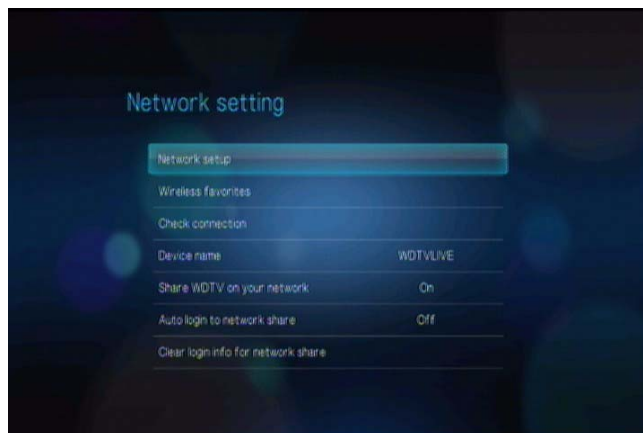 Network setting
Network setup
Wireless favorites
Check connection
Device name WDTVLIVE
Share WDTV on your network On
Auto login to network share Off
Clear login info for network share